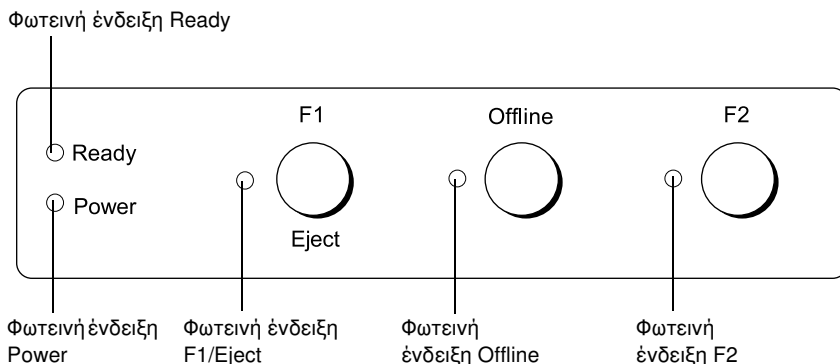 Φωτεινή ένδειξη Ready
F1
Offline
F2
Ready
Power
Eject
Φωτεινή ένδειξη
Power
Φωτεινή ένδειξη
F1/Eject
Φωτεινή
ένδειξη Offline
Φωτεινή
ένδειξη F2